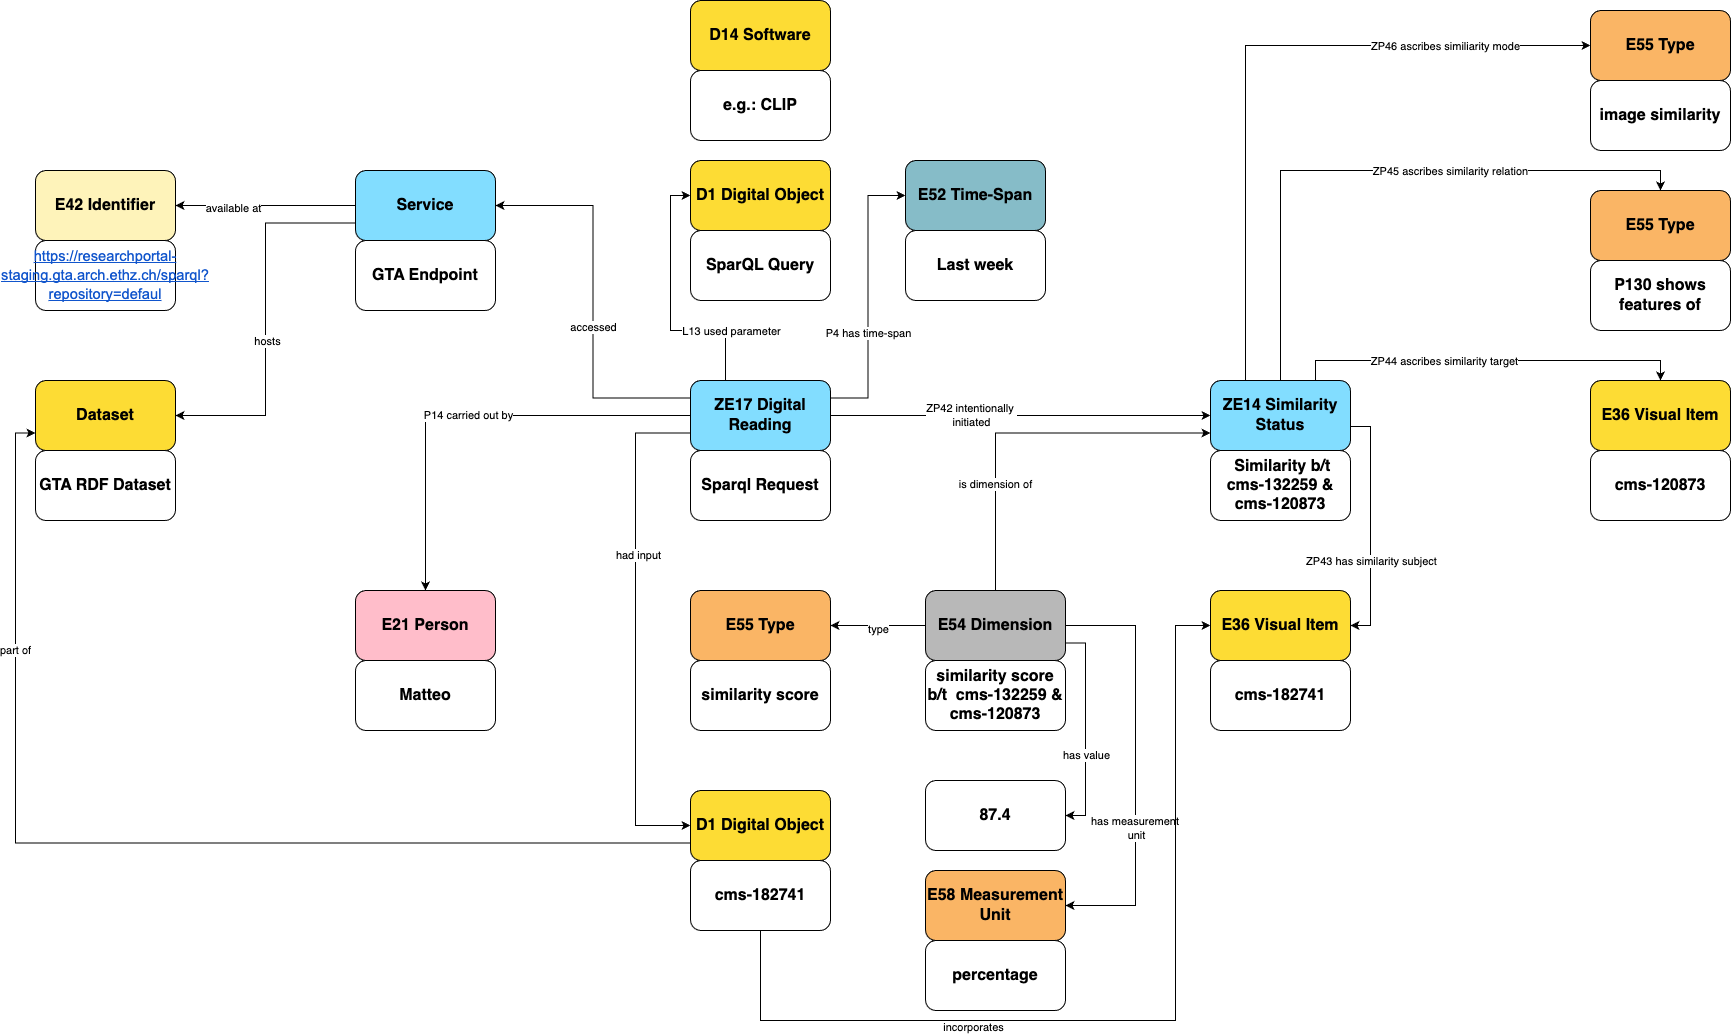 D14 Software
e.g.: CLIP
ZP46 ascribes similiarity mode
E55 Type
image similarity
E42 Identifier
https://researchportal-
staging.gta.arch.ethz.ch/sparql?
repository=defaul
available at
Service
GTA Endpoint
D1 Digital Object
SparQL Query
E52 Time-Span
Last week
ZP45 ascribes similarity relation
E55 Type
P130 shows
features of
hosts
accessed
L13 used parameter
P4 has time-span
ZP44 ascribes similarity target
Dataset
GTA RDF Dataset
P14 carried out by
ZE17 Digital
Reading
Sparql Request
ZP42 intentionally
initiated
ZE14 Similarity
Status
Similarity b/t
cms-132259 &
cms-120873
E36 Visual Item
cms-120873
is dimension of
had input
ZP43 has similarity subject
part of
E21 Person
Matteo
E55 Type
similarity score
type
E54 Dimension
similarity score
b/t cms-132259 &
cms-120873
E36 Visual Item
cms-182741
has value
87.4
has measurement
unit
D1 Digital Object
cms-182741
E58 Measurement
Unit
percentage
incorporates